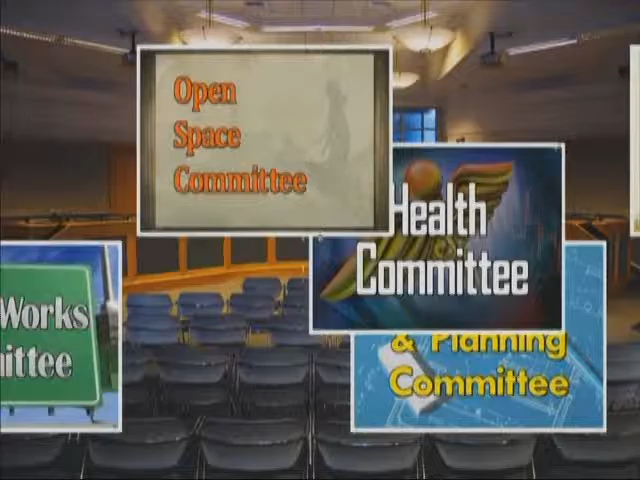 Open
Space
Committee
Health
Committee
Works
ittee
& Planning
Committee